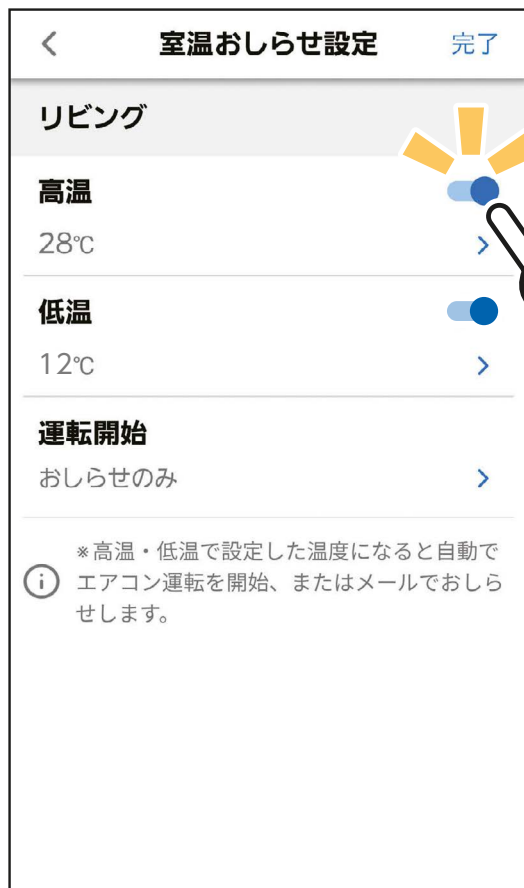 室温おしらせ設定 完了
リビング
高温
28℃
低温
12℃
運転開始
おしらせのみ
※高温・低温で設定した温度になると自動で
エアコン運転を開始、またはメールでおしら
せします。